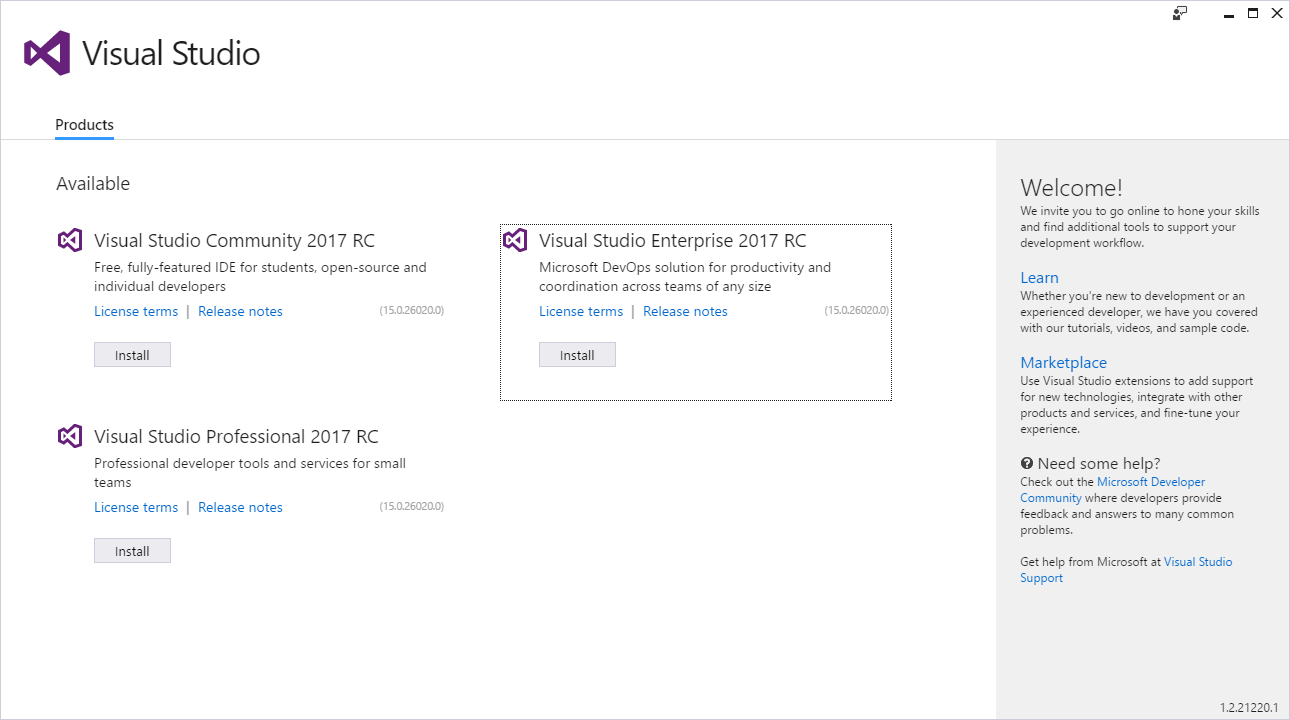 Visual Studio
Products
Available
Visual Studio Community 2017 RC
Free, fully-featured IDE for students, open-source and
individual developers
License terms | Release notes (15.0.26020.0)
Install
Visual Studio Enterprise 2017 RC
Microsoft DevOps solution for productivity and
coordination across teams of any size
License terms | Release notes (15.0.26020.0)
Install
Visual Studio Professional 2017 RC
Professional developer tools and services for small
teams
License terms | Release notes (15.0.26020.0)
Install
Welcome!
We invite you to go online to hone your skills
and find additional tools to support your
development workflow.
Learn
Whether you're new to development or an
experienced developer, we have you covered
with our tutorials, videos, and sample code.
Marketplace
Use Visual Studio extensions to add support
for new technologies, integrate with other
products and services, and fine-tune your
experience.
Need some help?
Check out the Microsoft Developer
Community where developers provide
feedback and answers to many common
problems.
Get help from Microsoft at Visual Studio
Support
1.2.21220.1